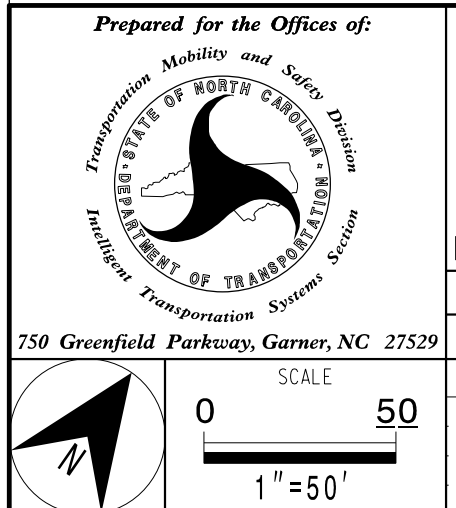 Prepared for the Offices of:
Transportation Mobility and Safety Division
STATE OF NORTH CAROLINA
DEPARTMENT OF TRANSPORTATION
Intelligent Transportation Systems Section
750 Greenfield Parkway, Garner, NC 27529
N
SCALE
0 50
1"=50'